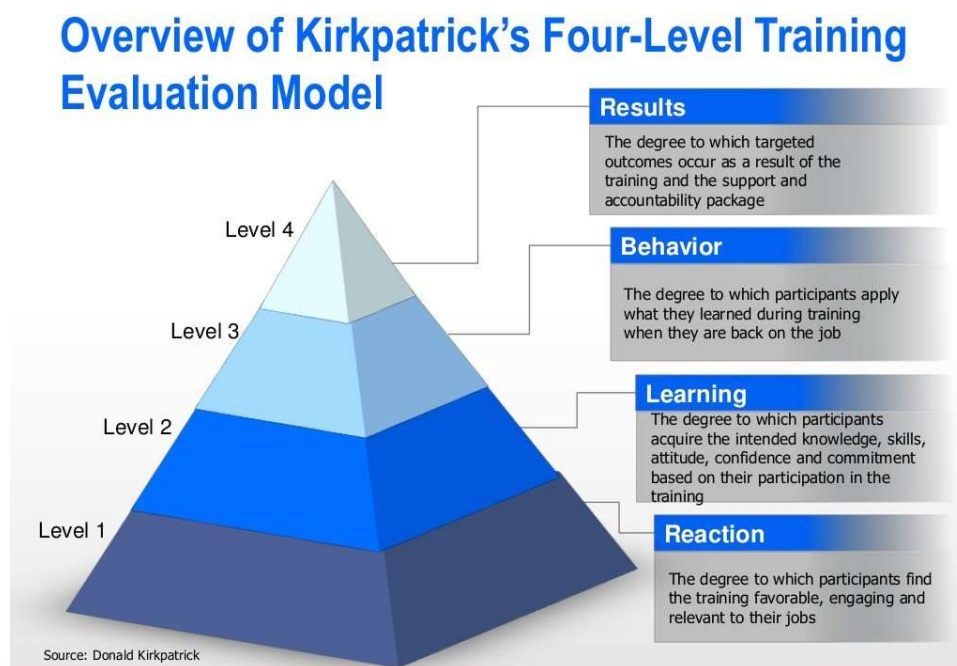 Overview of Kirkpatrick's Four-Level Training
Evaluation Model
Results
The degree to which targeted
outcomes occur as a result of the
training and the support and
accountability package
Level 4
Behavior
The degree to which participants apply
what they learned during training
when they are back on the job
Level 3
Learning
The degree to which participants
acquire the intended knowledge, skills,
attitude, confidence and commitment
based on their participation in the
training
Level 2
Reaction
The degree to which participants find
the training favorable, engaging and
relevant to their jobs
Level 1
Source: Donald Kirkpatrick